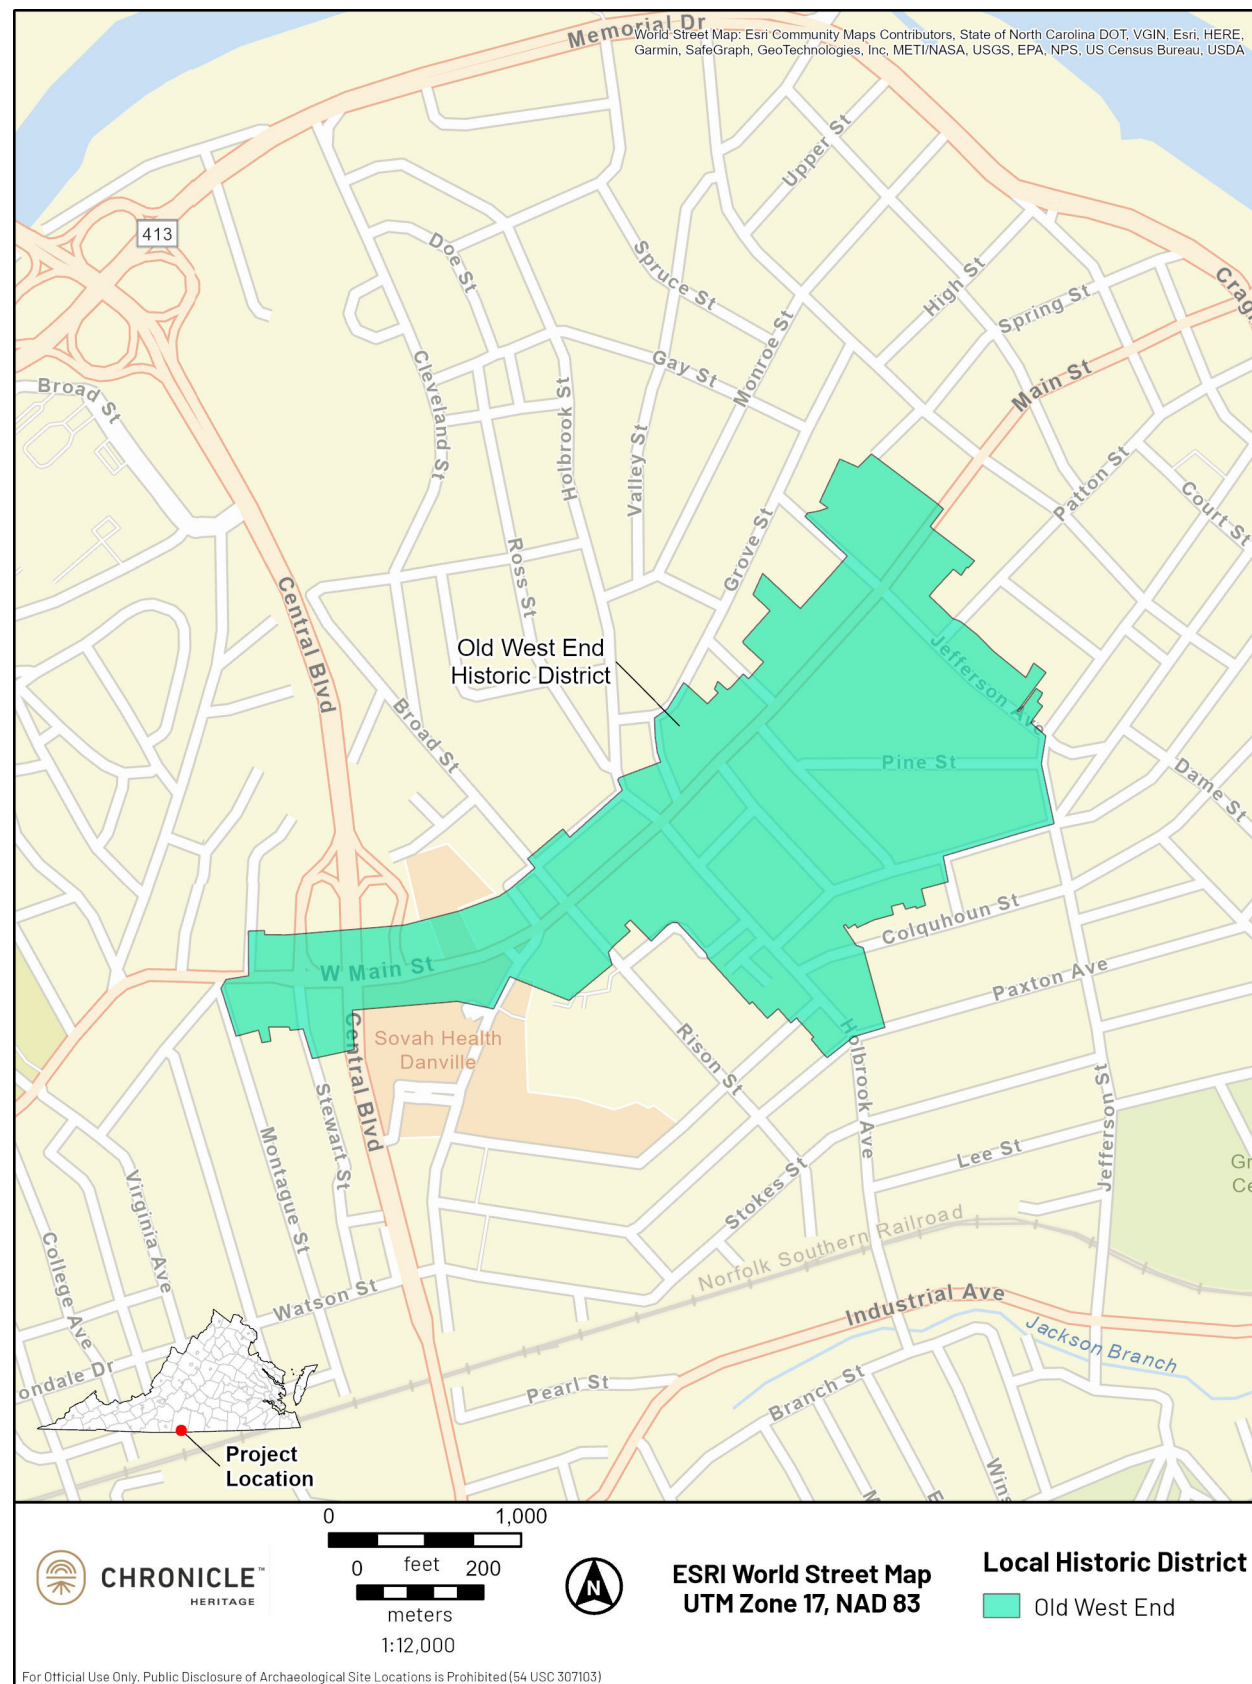 Memorial Dr
World Street Map: Esri Community Maps Contributors, State of North Carolina DOT, VGIN, Esri, HERE,
Garmin, SafeGraph, GeoTechnologies, Inc, METI/NASA, USGS, EPA, NPS, US Census Bureau, USDA
413
Upper St
Doe St
Spruce St
High St
Spring St
Cragh
Broad St
Cleveland St
Holbrook St
Gay St
Monroe St
Main St
Valley St
Patton St
Court St
Grove St
Ross St
Central Blvd
Old West End
Historic District
Jefferson Ave
Broad St
Pine St
Dame St
Colquhoun St
W Main St
Paxton Ave
Sovah Health
Danville
Central Blvd
Rison St
Holbrook Ave
Stewart St
Jefferson St
Montague St
Lee St
Gr
Ce
Virginia Ave
Stokes St
College Ave
Norfolk Southern Railroad
Watson St
Industrial Ave
Jackson Branch
ondale Dr
Pearl St
Branch St
Wins
M
E
Project
Location
0 1,000
0 feet 200
meters
1:12,000
CHRONICLE™
HERITAGE
N
ESRI World Street Map
UTM Zone 17, NAD 83
Local Historic District
Old West End
For Official Use Only. Public Disclosure of Archaeological Site Locations is Prohibited (54 USC 307103)